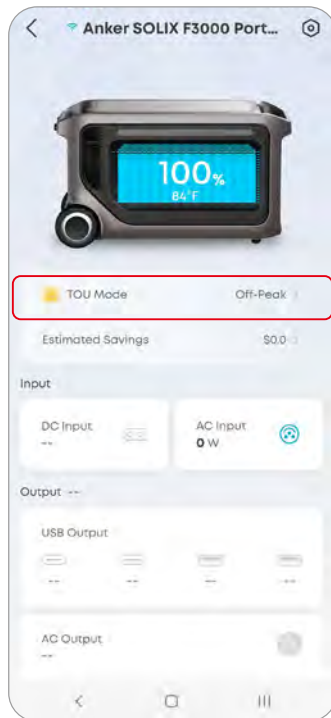 Anker SOLIX F3000 Port...
100%
84°F
TOU Mode Off-Peak
Estimated Savings $0.0
Input
DC Input
--
AC Input
0 W
Output --
USB Output
-- -- -- --
AC Output
--